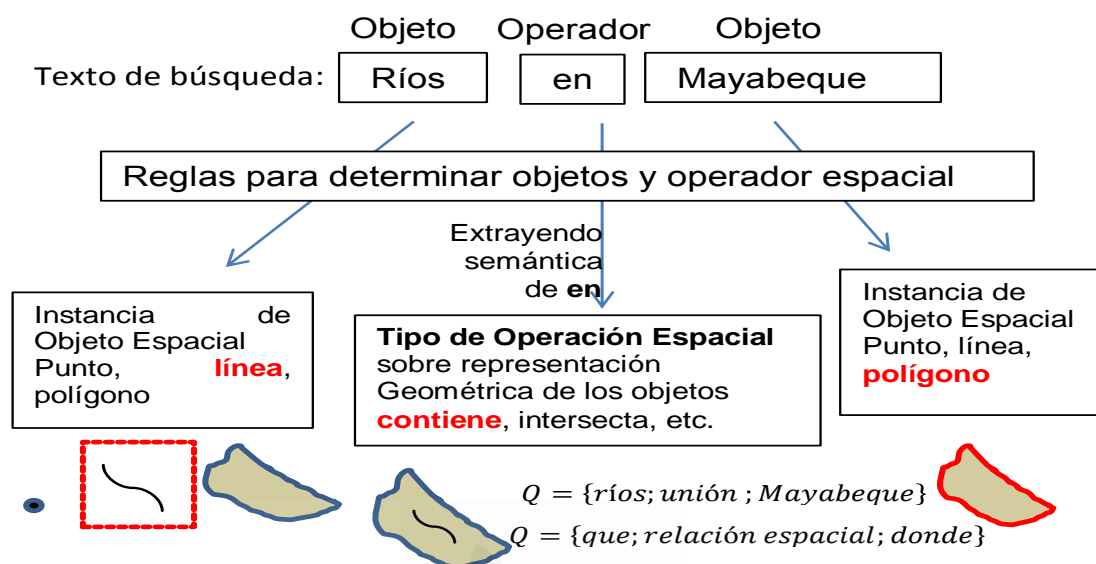 Objeto Operador Objeto
Texto de búsqueda: Ríos en Mayabeque
Reglas para determinar objetos y operador espacial
Extrayendo
semántica
de en
Instancia de
Objeto Espacial
Punto, línea,
polígono
Tipo de Operación Espacial
sobre representación
Geométrica de los objetos
contiene, intersecta, etc.
Instancia de
Objeto Espacial
Punto, línea,
polígono
Q = {ríos; unión ; Mayabeque}
Q = {que; relación espacial; donde}